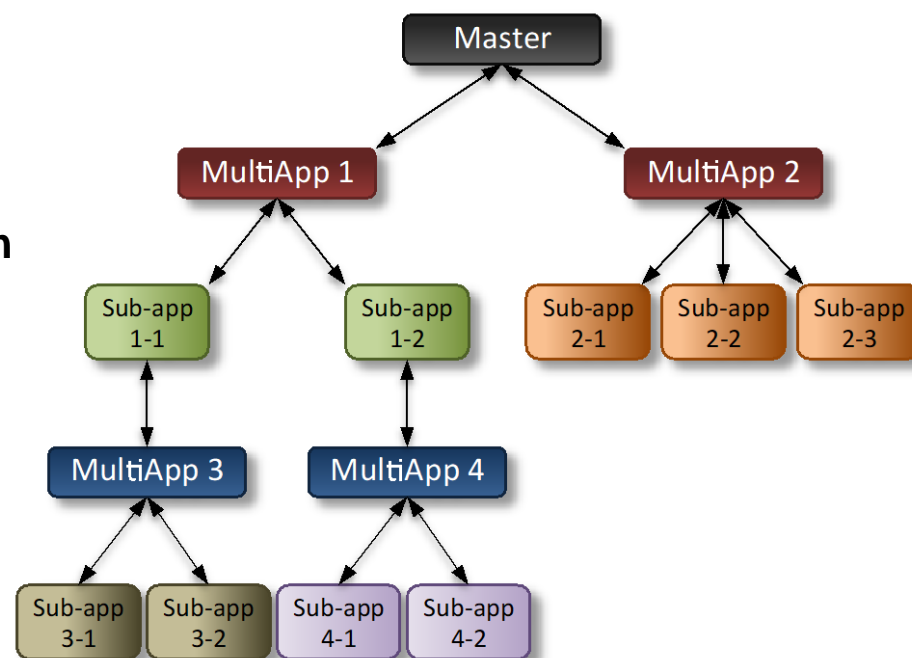 Master
MultiApp 1
MultiApp 2
n
Sub-app
1-1
Sub-app
1-2
Sub-app
2-1
Sub-app
2-2
Sub-app
2-3
MultiApp 3
MultiApp 4
Sub-app
3-1
Sub-app
3-2
Sub-app
4-1
Sub-app
4-2